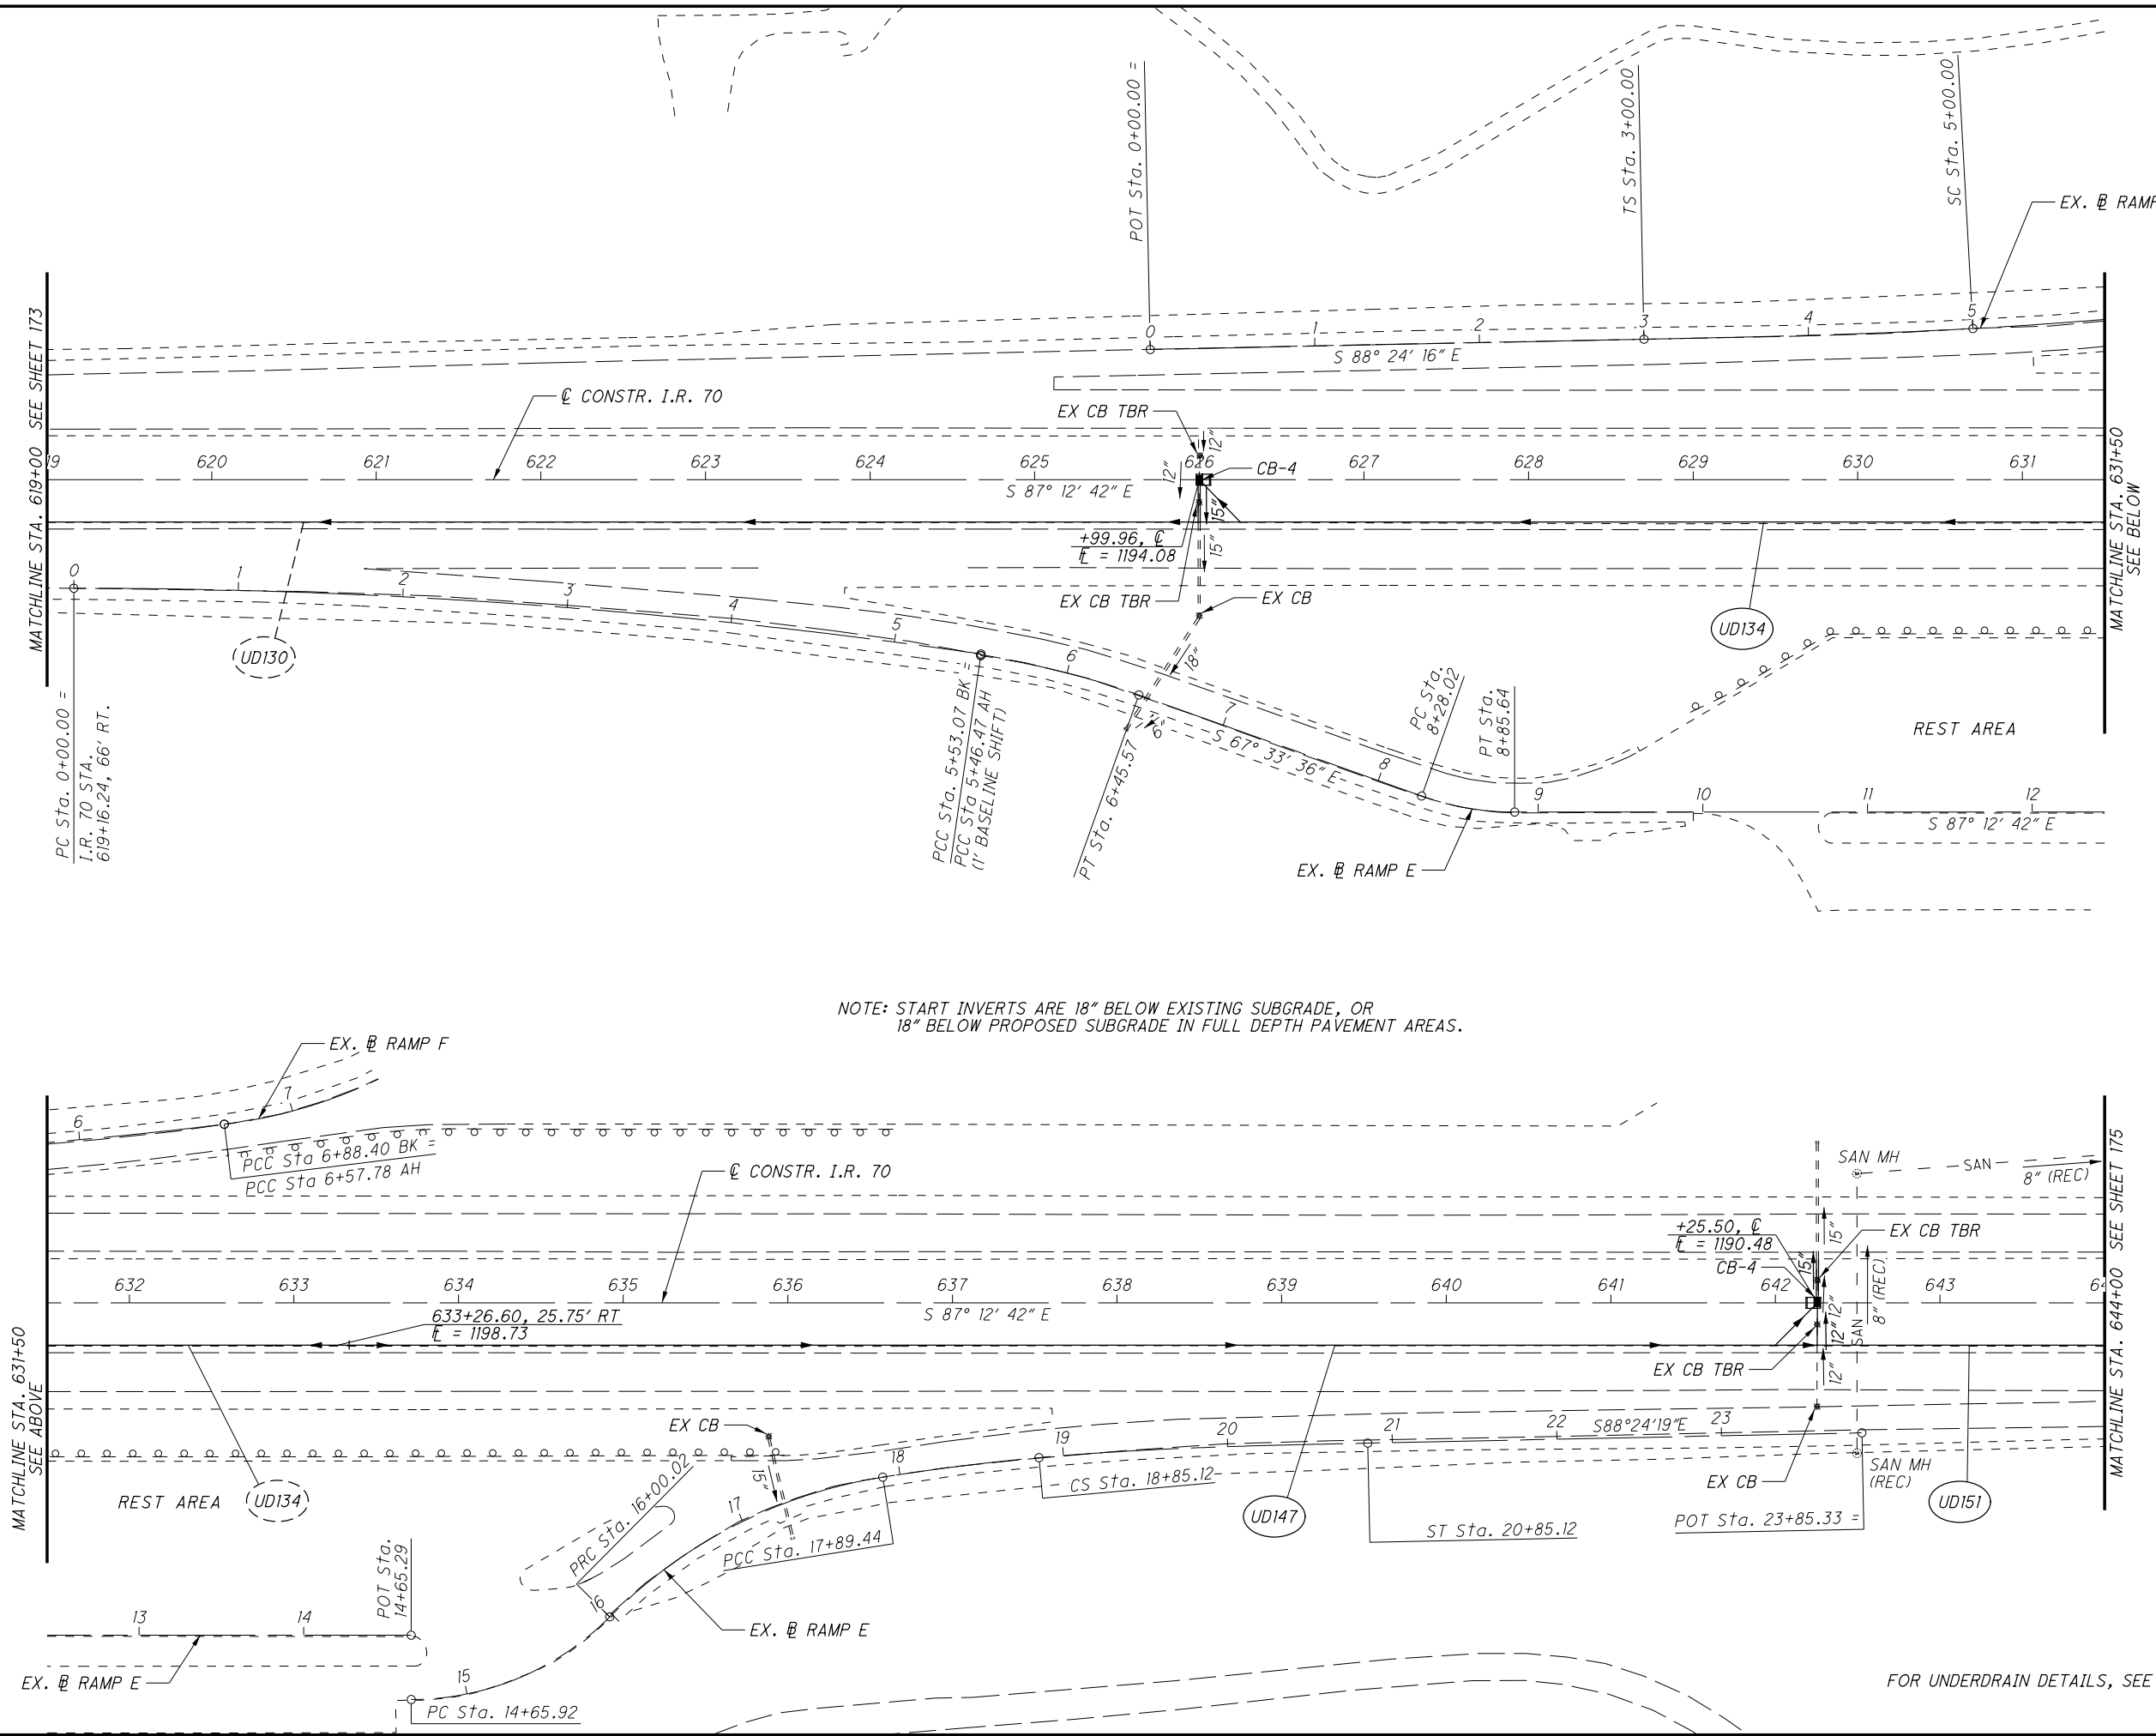 POT Sta. 0+00.00 =
TS Sta. 3+00.00
SC Sta. 5+00.00
EX. BL RAMP
MATCHLINE STA. 619+00 SEE SHEET 173
0 1 2 3 4 5
S 88° 24' 16" E
CL CONSTR. I.R. 70
EX CB TBR
12"
12"
19 620 621 622 623 624 625 626 627 628 629 630 631
CB-4
S 87° 12' 42" E
15"
15"
+99.96, CL
FL = 1194.08
EX CB TBR
EX CB
18"
6"
UD130
UD134
MATCHLINE STA. 631+50
SEE BELOW
0 1 2 3 4 5 6 7 8 9 10 11 12
PC Sta. 0+00.00 =
I.R. 70 STA.
619+16.24, 66' RT.
PCC Sta. 5+53.07 BK =
PCC Sta 5+46.47 AH
(1' BASELINE SHIFT)
PT Sta. 6+45.57
S 67° 33' 36" E
PC Sta.
8+28.02
PT Sta.
8+85.64
REST AREA
S 87° 12' 42" E
EX. BL RAMP E
NOTE: START INVERTS ARE 18" BELOW EXISTING SUBGRADE, OR
18" BELOW PROPOSED SUBGRADE IN FULL DEPTH PAVEMENT AREAS.
EX. BL RAMP F
6 7
PCC Sta 6+88.40 BK =
PCC Sta 6+57.78 AH
CL CONSTR. I.R. 70
SAN MH
SAN
8" (REC)
MATCHLINE STA. 644+00 SEE SHEET 175
+25.50, CL
FL = 1190.48
CB-4
15"
15"
EX CB TBR
8" (REC)
632 633 634 635 636 637 638 639 640 641 642 643 64
633+26.60, 25.75' RT
FL = 1198.73
S 87° 12' 42" E
12"
12"
SAN
12"
EX CB TBR
MATCHLINE STA. 631+50
SEE ABOVE
EX CB
15"
18 19 20 21 22 23
S88°24'19"E
CS Sta. 18+85.12
EX CB
SAN MH
(REC)
REST AREA
UD134
UD147
UD151
PRC Sta. 16+00.02
17
PCC Sta. 17+89.44
ST Sta. 20+85.12
POT Sta. 23+85.33 =
POT Sta.
14+65.29
13 14 15 16
EX. BL RAMP E
EX. BL RAMP E
PC Sta. 14+65.92
FOR UNDERDRAIN DETAILS, SEE